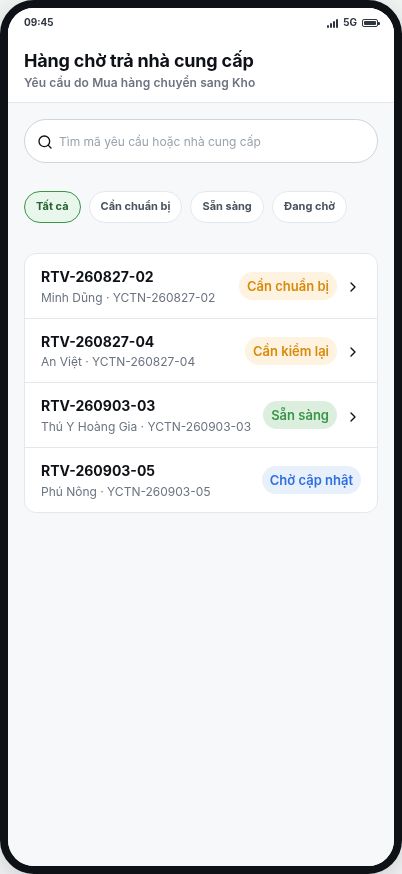 09:45
5G
Hàng chờ trả nhà cung cấp
Yêu cầu do Mua hàng chuyển sang Kho
Tìm mã yêu cầu hoặc nhà cung cấp
Tất cả
Cần chuẩn bị
Sẵn sàng
Đang chờ
RTV-260827-02
Minh Dũng · YCTN-260827-02
Cần chuẩn bị
RTV-260827-04
An Việt · YCTN-260827-04
Cần kiểm lại
RTV-260903-03
Thú Y Hoàng Gia · YCTN-260903-03
Sẵn sàng
RTV-260903-05
Phú Nông · YCTN-260903-05
Chờ cập nhật